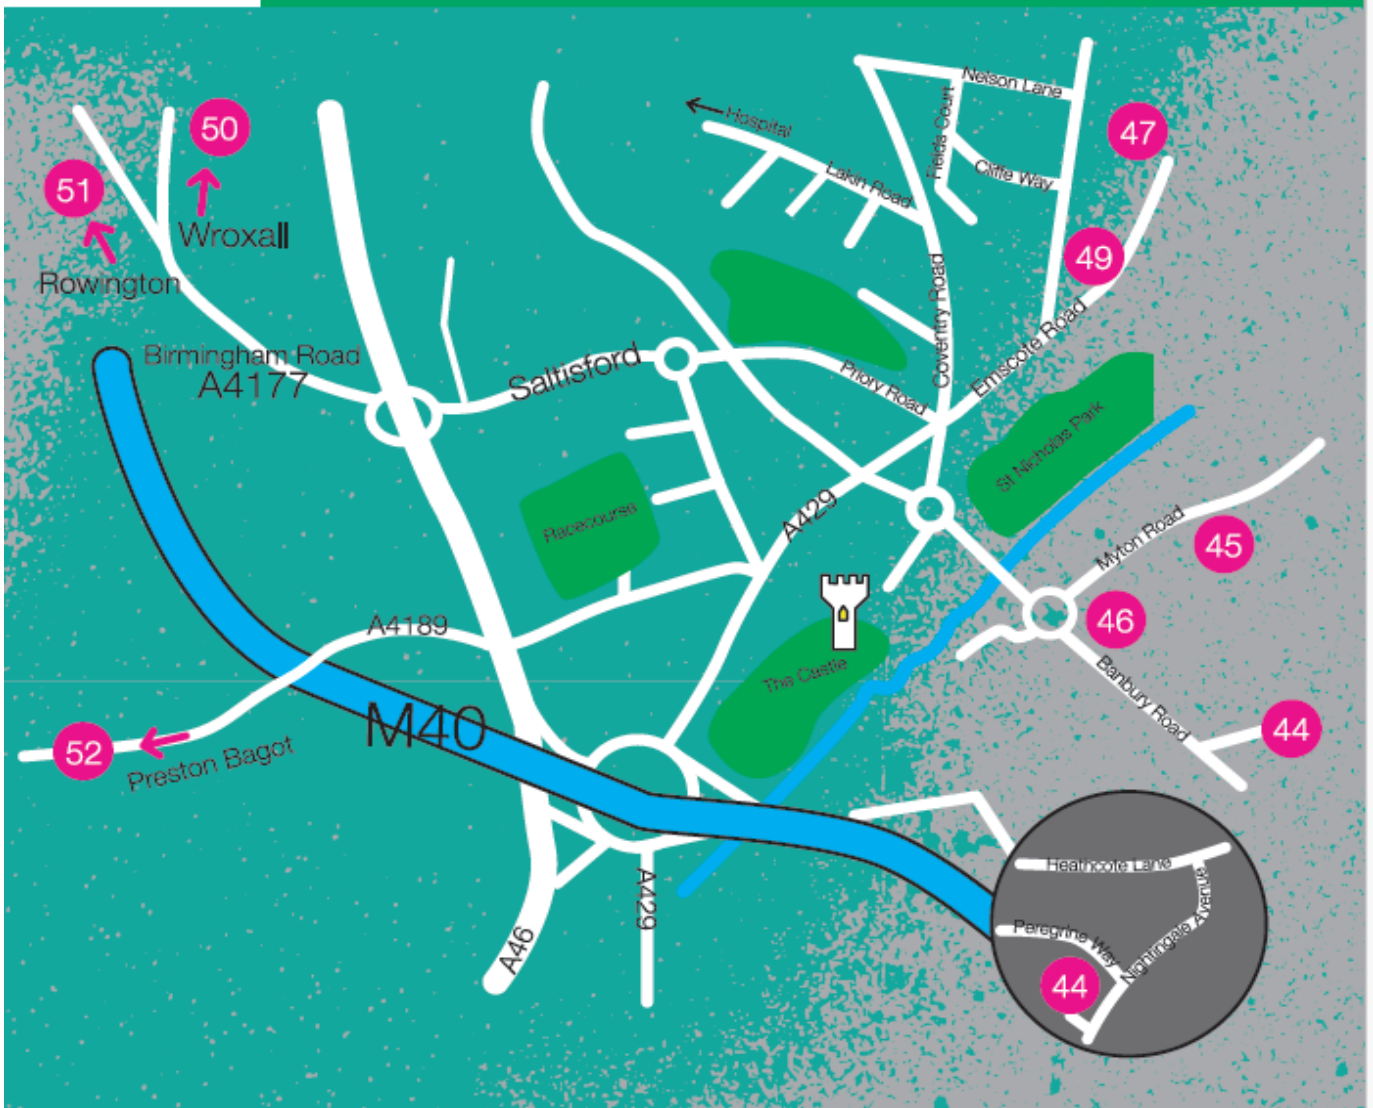 Nelson Lane
Fields Court
47
50
Hospital
51
Cliffe Way
Lakin Road
Wroxall
49
Rowington
Coventry Road
Emscote Road
Birmingham Road
A4177
Saltisford
Priory Road
St Nicholas Park
A429
Racecourse
Myton Road
45
A4189
46
The Castle
Banbury Road
M40
44
52
Preston Bagot
Heathcote Lane
A429
Nightingale Avenue
Peregrine Way
A46
44